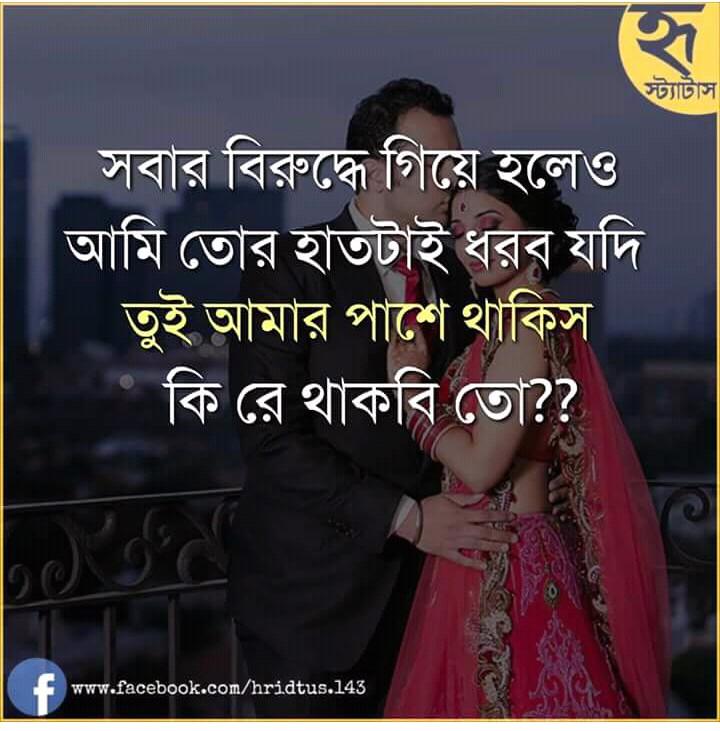 হৃ
স্ট্যাটাস
সবার বিরুদ্ধে গিয়ে হলেও
আমি তোর হাতটাই ধরব যদি
তুই আমার পাশে থাকিস
কি রে থাকবি তো??
f www.facebook.com/hridtus.143